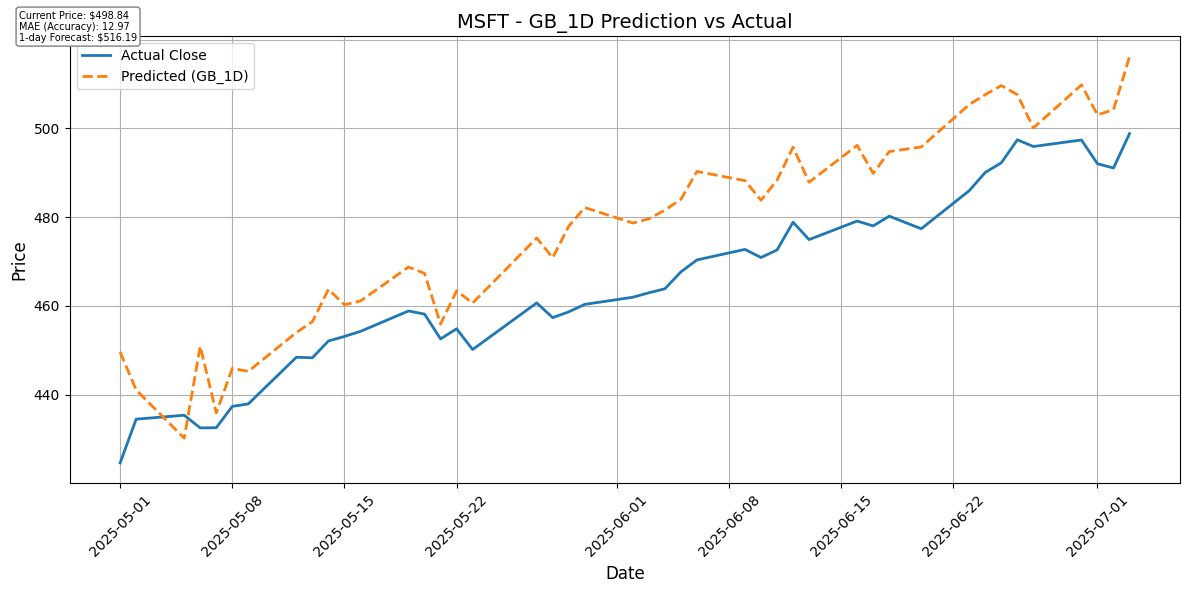 MSFT - GB_1D Prediction vs Actual
Current Price: $498.84
MAE (Accuracy): 12.97
1-day Forecast: $516.19
Actual Close
Predicted (GB_1D)
Price
500
480
460
440
2025-05-01
2025-05-08
2025-05-15
2025-05-22
2025-06-01
2025-06-08
2025-06-15
2025-06-22
2025-07-01
Date